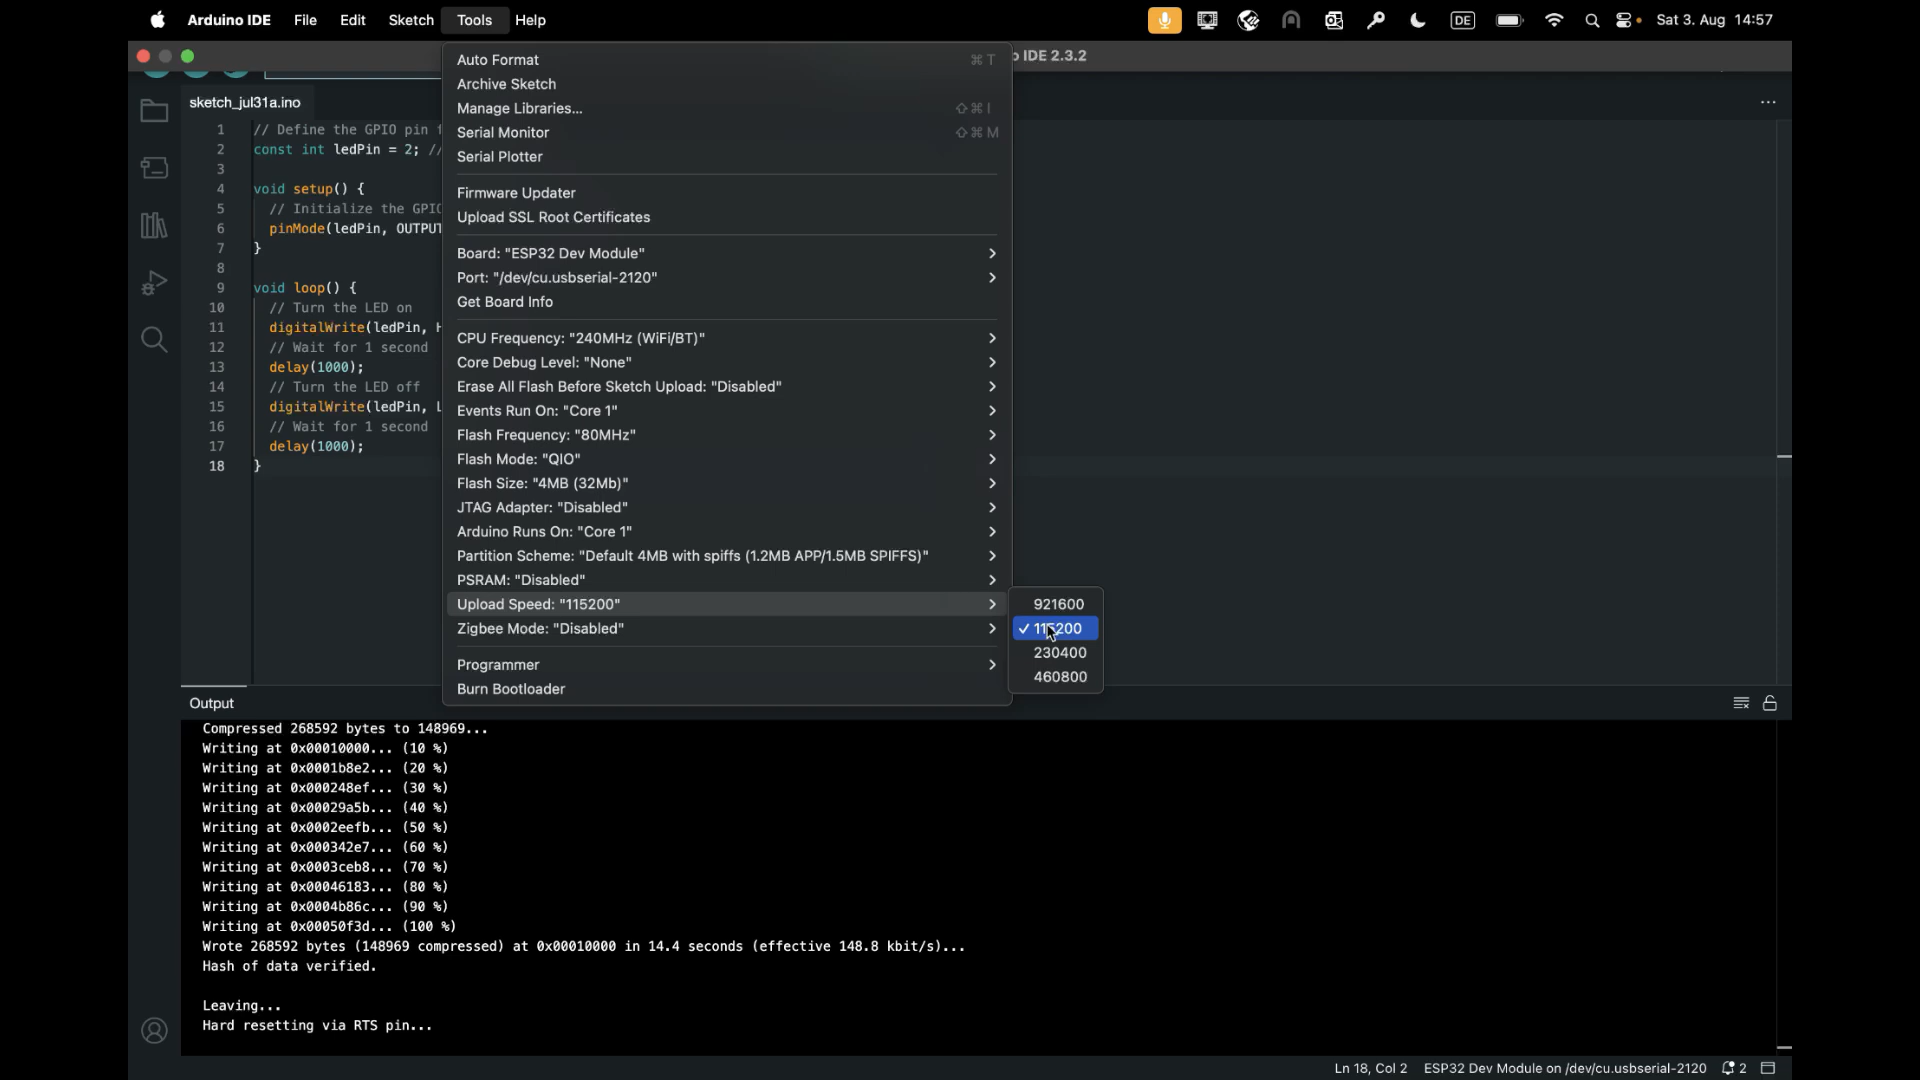 Arduino IDE File Edit Sketch Tools Help DE Sat 3. Aug 14:57
IDE 2.3.2
sketch_jul31a.ino
1 // Define the GPIO pin
2 const int ledPin = 2; //
3
4 void setup() {
5 // Initialize the GPIO
6 pinMode(ledPin, OUTPUT
7 }
8
9 void loop() {
10 // Turn the LED on
11 digitalWrite(ledPin, H
12 // Wait for 1 second
13 delay(1000);
14 // Turn the LED off
15 digitalWrite(ledPin, L
16 // Wait for 1 second
17 delay(1000);
18 }
Auto Format ⌘ T
Archive Sketch
Manage Libraries... ⇧ ⌘ I
Serial Monitor ⇧ ⌘ M
Serial Plotter
Firmware Updater
Upload SSL Root Certificates
Board: "ESP32 Dev Module"
Port: "/dev/cu.usbserial-2120"
Get Board Info
CPU Frequency: "240MHz (WiFi/BT)"
Core Debug Level: "None"
Erase All Flash Before Sketch Upload: "Disabled"
Events Run On: "Core 1"
Flash Frequency: "80MHz"
Flash Mode: "QIO"
Flash Size: "4MB (32Mb)"
JTAG Adapter: "Disabled"
Arduino Runs On: "Core 1"
Partition Scheme: "Default 4MB with spiffs (1.2MB APP/1.5MB SPIFFS)"
PSRAM: "Disabled"
Upload Speed: "115200"
Zigbee Mode: "Disabled"
Programmer
Burn Bootloader
921600
115200
230400
460800
Output
Compressed 268592 bytes to 148969...
Writing at 0x00010000... (10 %)
Writing at 0x0001b8e2... (20 %)
Writing at 0x000248ef... (30 %)
Writing at 0x00029a5b... (40 %)
Writing at 0x0002eefb... (50 %)
Writing at 0x000342e7... (60 %)
Writing at 0x0003ceb8... (70 %)
Writing at 0x00046183... (80 %)
Writing at 0x0004b86c... (90 %)
Writing at 0x00050f3d... (100 %)
Wrote 268592 bytes (148969 compressed) at 0x00010000 in 14.4 seconds (effective 148.8 kbit/s)...
Hash of data verified.
Leaving...
Hard resetting via RTS pin...
Ln 18, Col 2 ESP32 Dev Module on /dev/cu.usbserial-2120 2